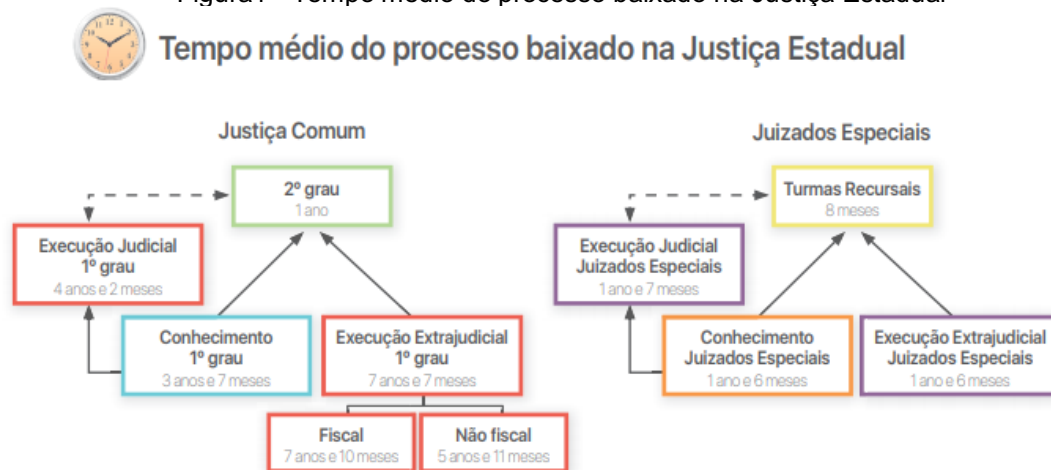 Tempo médio do processo baixado na Justiça Estadual
Justiça Comum
2º grau
1 ano
Execução Judicial
1º grau
4 anos e 2 meses
Conhecimento
1º grau
3 anos e 7 meses
Execução Extrajudicial
1º grau
7 anos e 7 meses
Fiscal
7 anos e 10 meses
Não fiscal
5 anos e 11 meses
Juizados Especiais
Turmas Recursais
8 meses
Execução Judicial
Juizados Especiais
1 ano e 7 meses
Conhecimento
Juizados Especiais
1 ano e 6 meses
Execução Extrajudicial
Juizados Especiais
1 ano e 6 meses